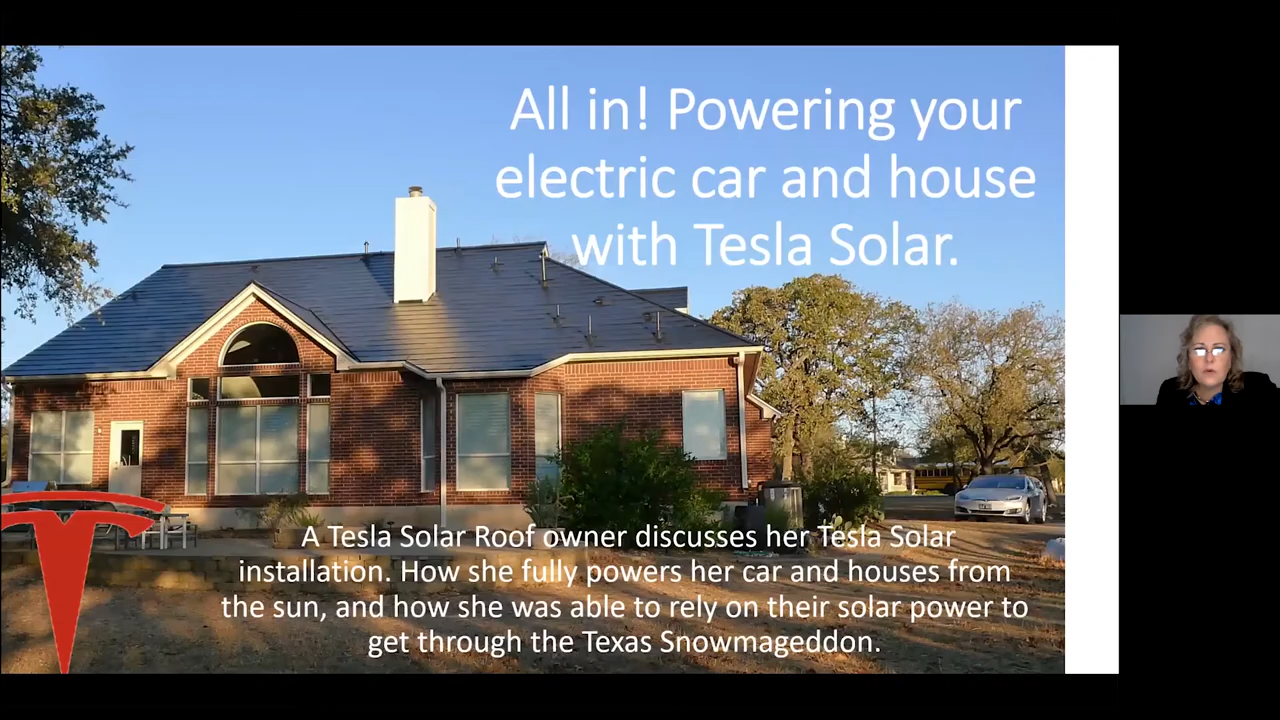 All in! Powering your
electric car and house
with Tesla Solar.
A Tesla Solar Roof owner discusses her Tesla Solar
installation. How she fully powers her car and houses from
the sun, and how she was able to rely on their solar power to
get through the Texas Snowmageddon.